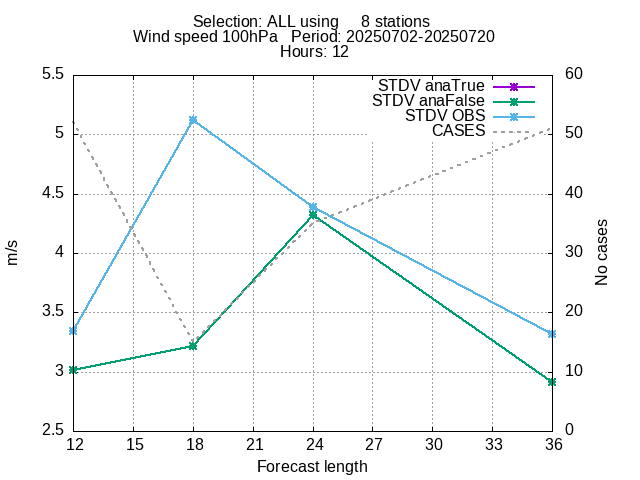 Selection: ALL using     8 stations
Wind speed 100hPa   Period: 20250702-20250720
Hours: 12
5.5
5
4.5
4
3.5
3
2.5
60
50
40
30
20
10
0
12 15 18 21 24 27 30 33 36
m/s
No cases
Forecast length
STDV anaTrue
STDV anaFalse
STDV OBS
CASES